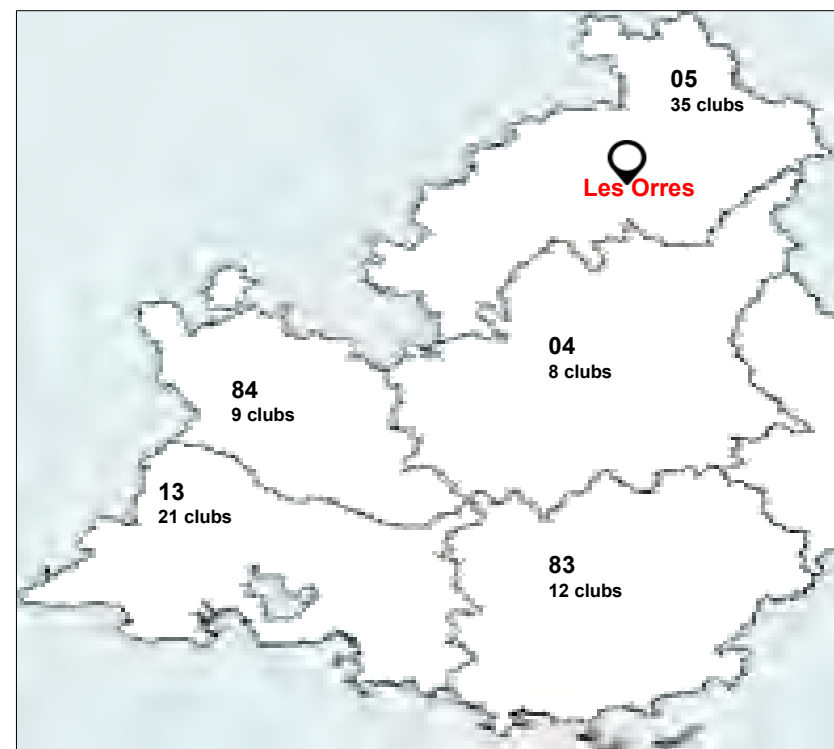 05
35 clubs
Les Orres
04
8 clubs
84
9 clubs
13
21 clubs
83
12 clubs